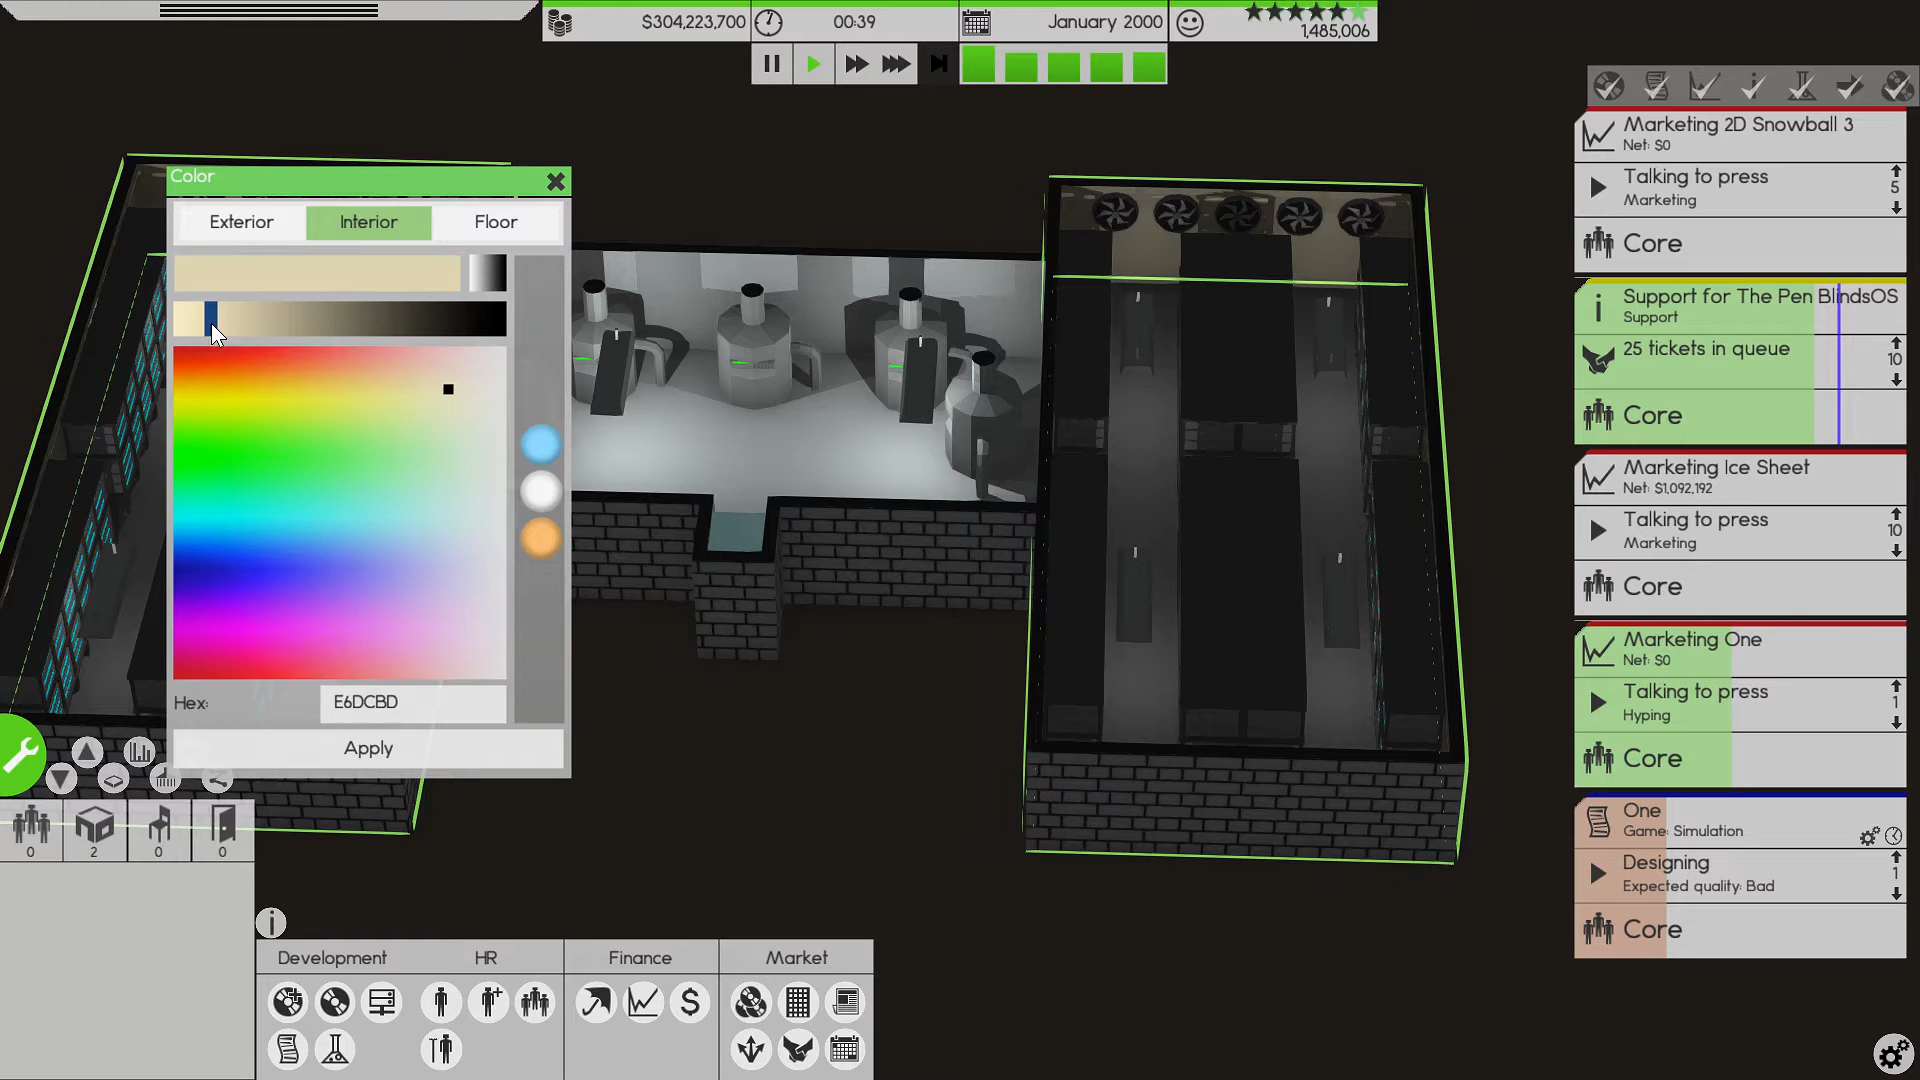 $304,223,700
00:39
January 2000
1,485,006
Color
Exterior
Interior
Floor
Hex:
E6DCBD
Apply
0
2
0
0
Development
HR
Finance
Market
Marketing 2D Snowball 3
Net: $0
Talking to press
Marketing
5
Core
Support for The Pen BlindsOS
Support
25 tickets in queue
10
Core
Marketing Ice Sheet
Net: $1,092,192
Talking to press
Marketing
10
Core
Marketing One
Net: $0
Talking to press
Hyping
1
Core
One
Game: Simulation
Designing
Expected quality: Bad
1
Core